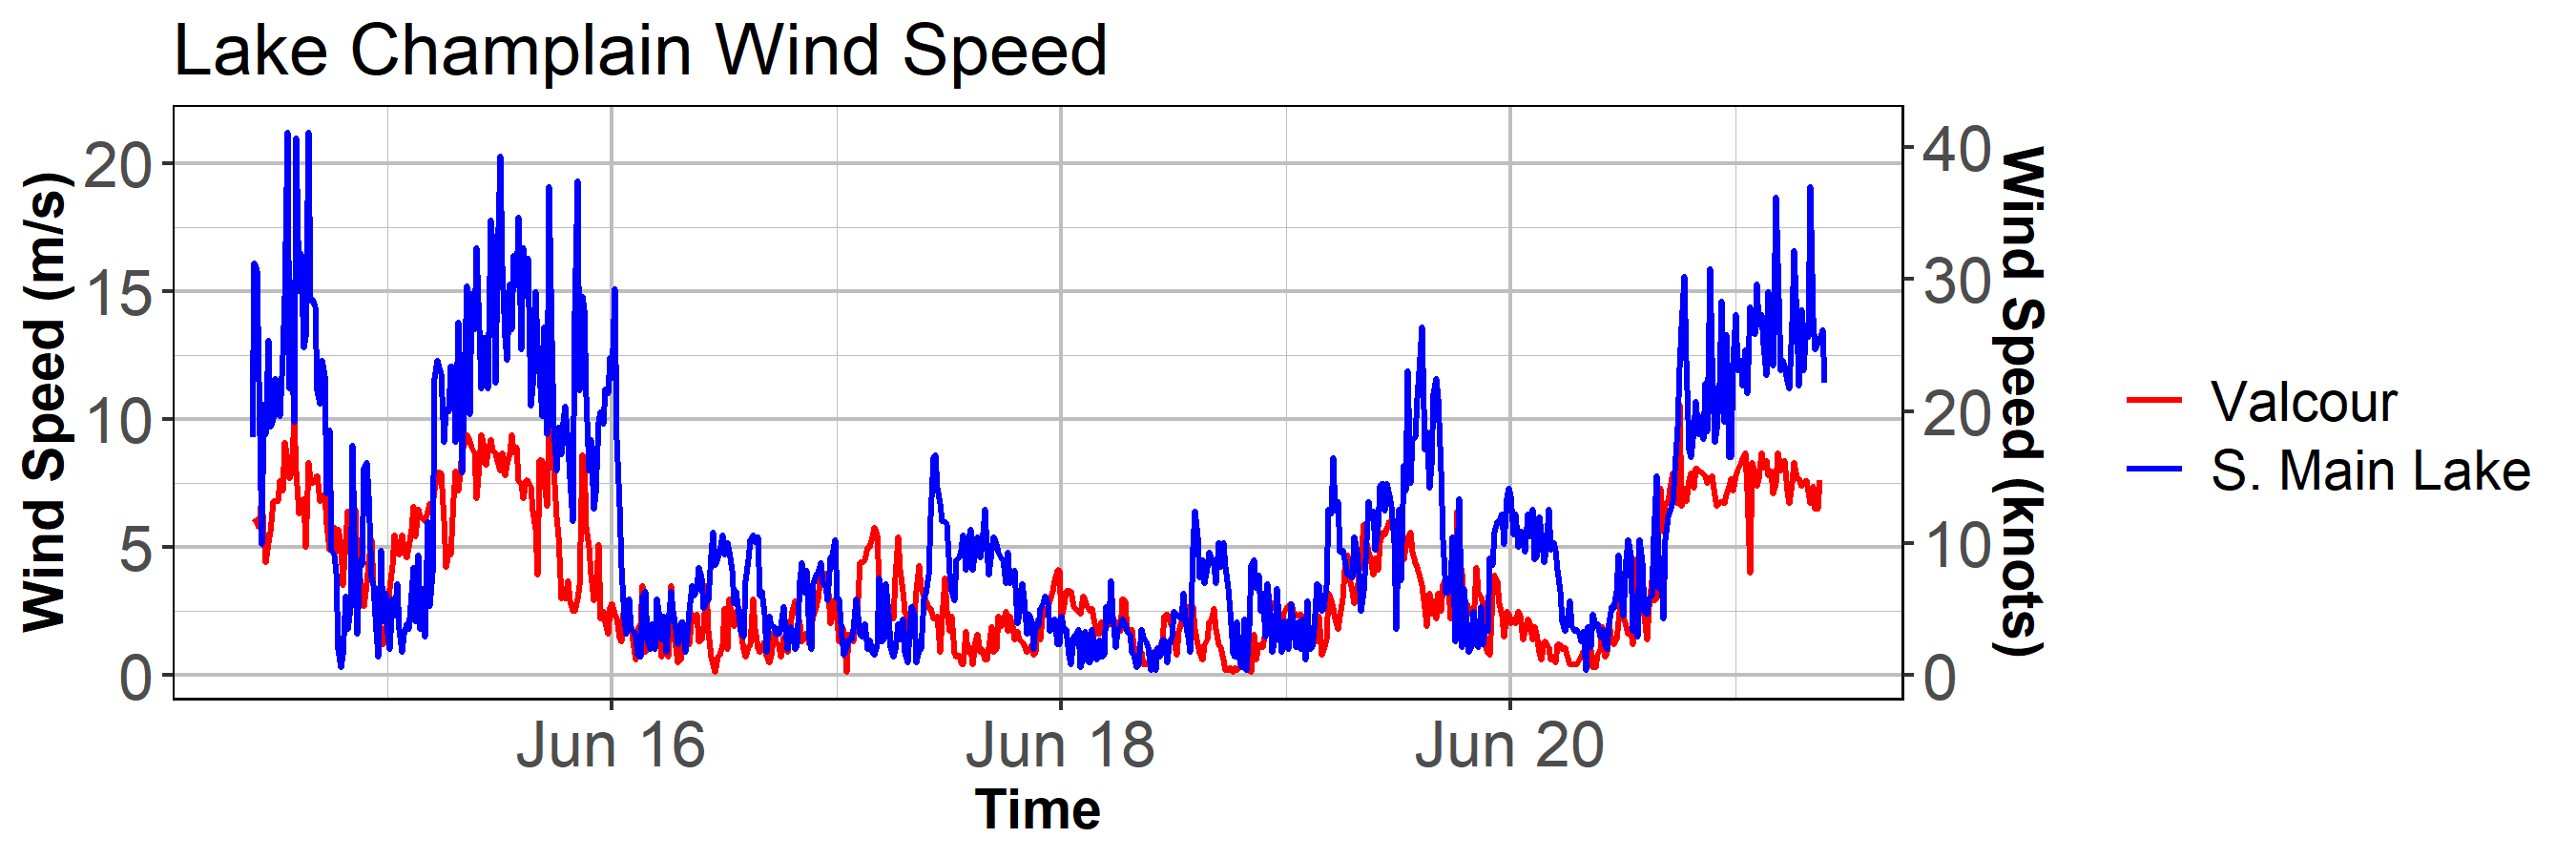 Lake Champlain Wind Speed
Wind Speed (m/s)
20
15
10
5
0
40
30
20
10
0
Wind Speed (knots)
Jun 16
Jun 18
Jun 20
Time
Valcour
S. Main Lake